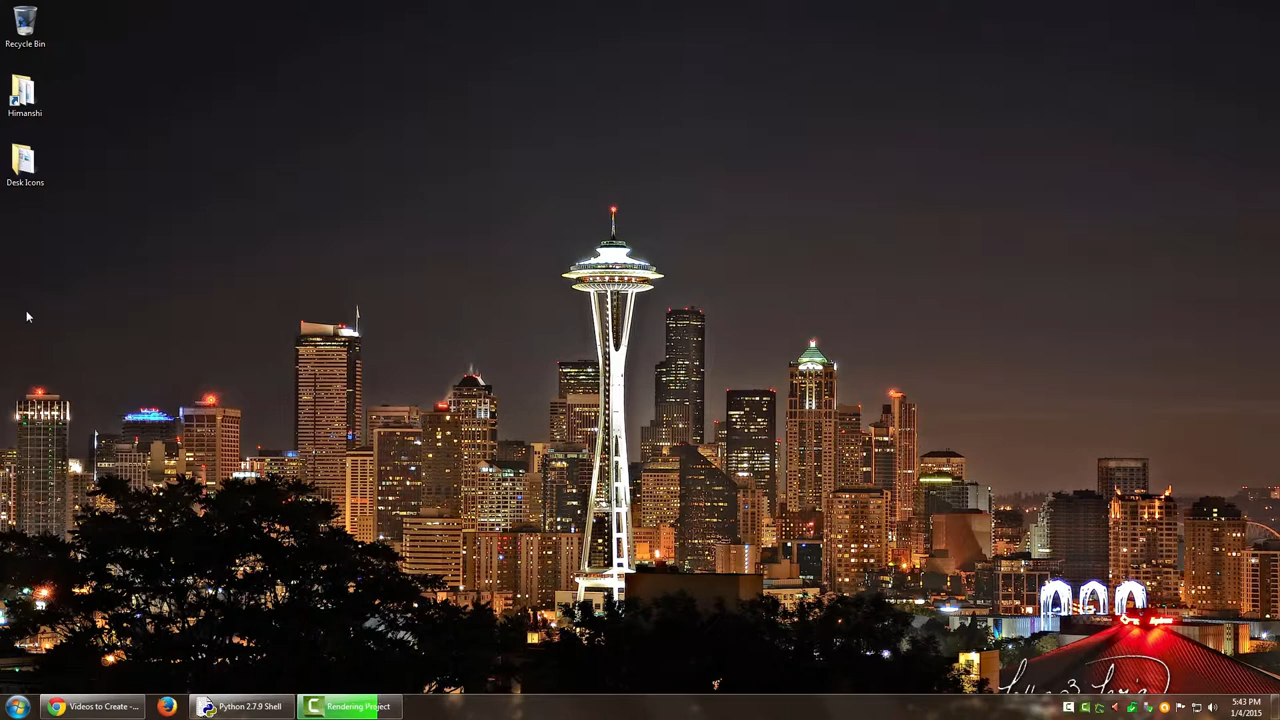 Recycle Bin
Himanshi
Desk Icons
Videos to Create -...
Python 2.7.9 Shell
Rendering Project
5:43 PM
1/4/2015